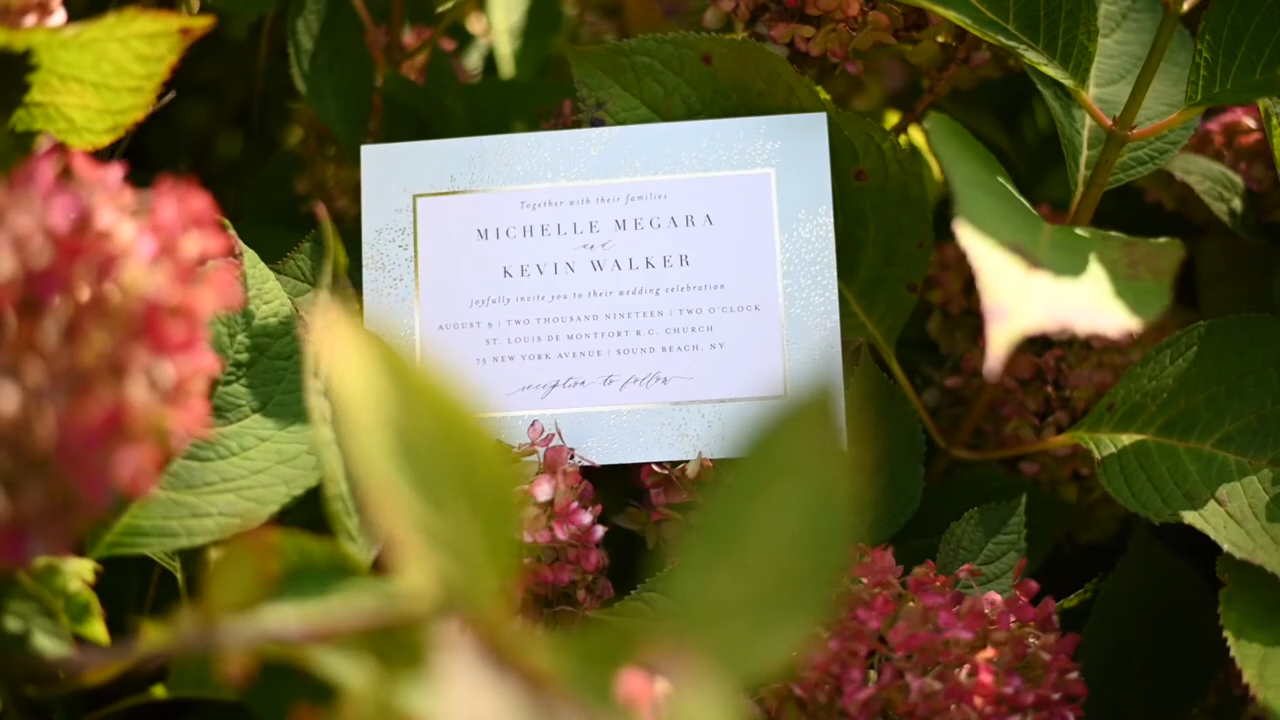 Together with their families
MICHELLE MEGARA
and
KEVIN WALKER
joyfully invite you to their wedding celebration
AUGUST 9 | TWO THOUSAND NINETEEN | TWO O'CLOCK
ST. LOUIS DE MONTFORT R.C. CHURCH
75 NEW YORK AVENUE | SOUND BEACH, NY
reception to follow